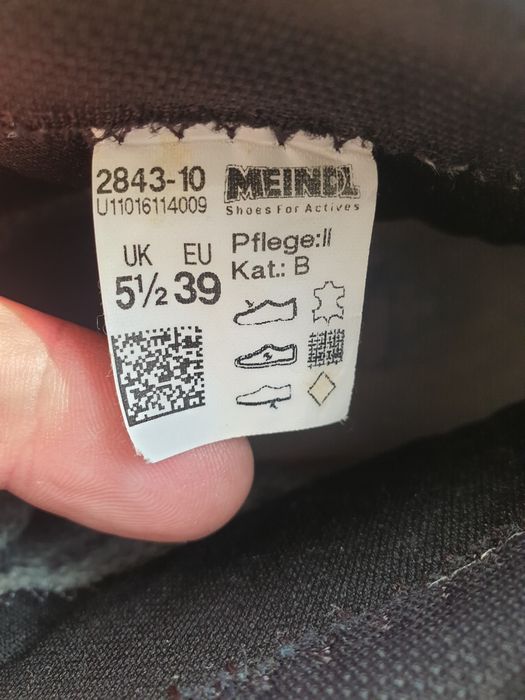 2843-10
U11016114009
MEINDL
Shoes For Actives
UK EU
5½ 39
Pflege:II
Kat.: B